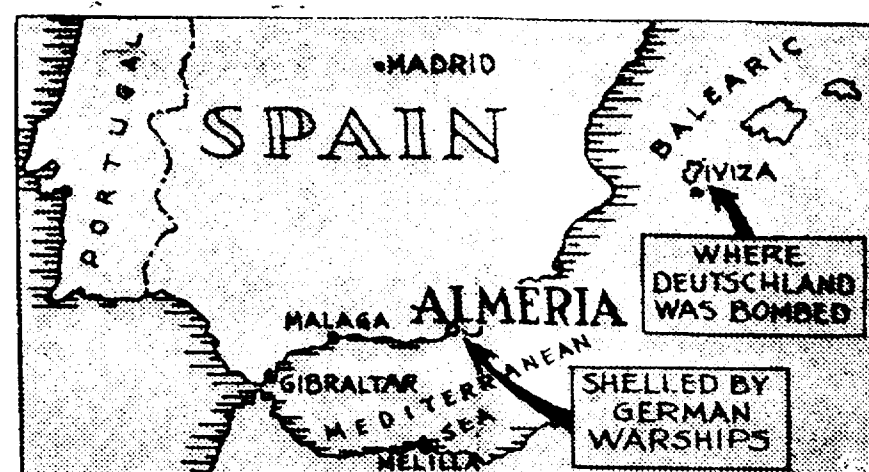 MADRID
SPAIN
PORTUGAL
BALEARIC
IVIZA
WHERE
DEUTSCHLAND
WAS BOMBED
ALMERIA
MALAGA
GIBRALTAR
MEDITERRANEAN
SEA
MELILLA
SHELLED BY
GERMAN
WARSHIPS